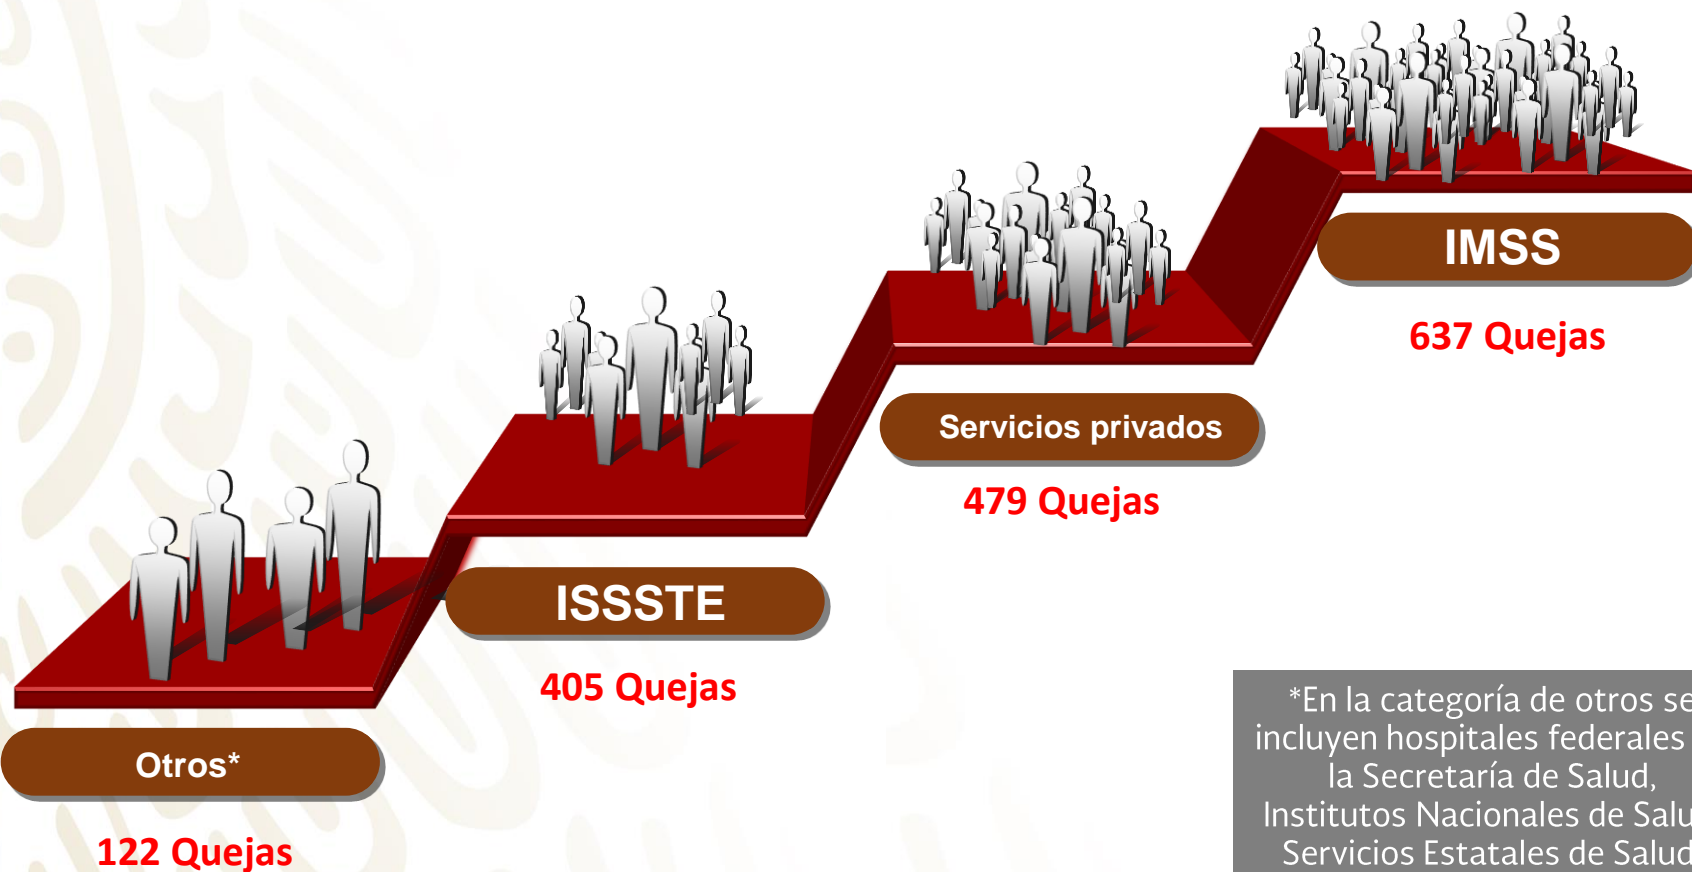 IMSS
637 Quejas
Servicios privados
479 Quejas
ISSSTE
405 Quejas
Otros*
122 Quejas
*En la categoría de otros se
incluyen hospitales federales
la Secretaría de Salud,
Institutos Nacionales de
Servicios Estatales de Salud